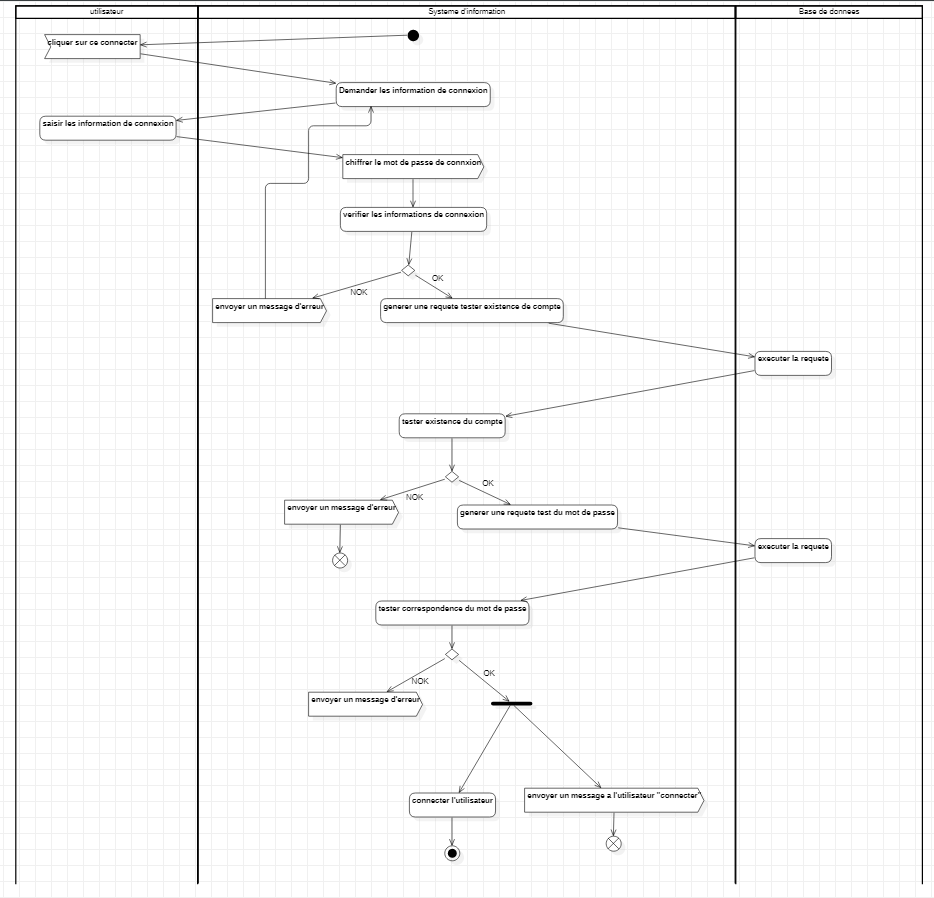 utilisateur
Systeme d'information
Base de donnees
cliquer sur ce connecter
Demander les information de connexion
saisir les information de connexion
chiffrer le mot de passe de connxion
verifier les informations de connexion
OK
NOK
envoyer un message d'erreur
generer une requete tester existence de compte
executer la requete
tester existence du compte
OK
NOK
envoyer un message d'erreur
generer une requete test du mot de passe
executer la requete
tester correspondence du mot de passe
OK
NOK
envoyer un message d'erreur
connecter l'utilisateur
envoyer un message a l'utilisateur "connecter"